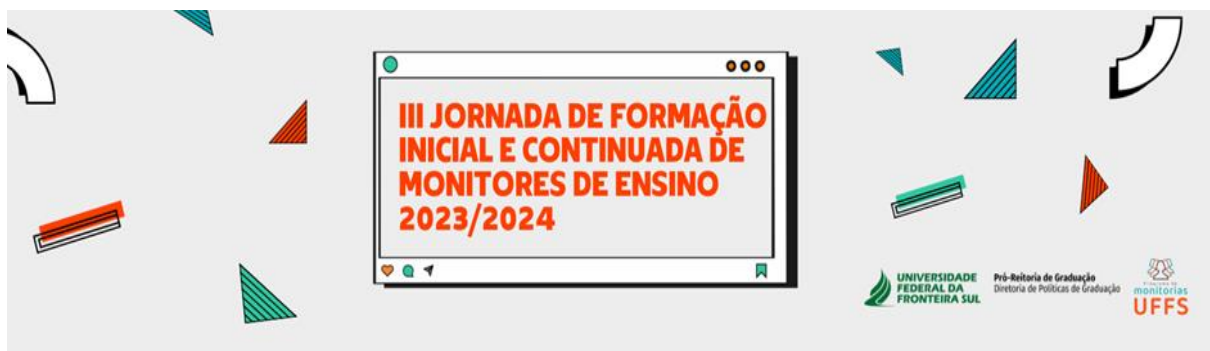 III JORNADA DE FORMAÇÃO
INICIAL E CONTINUADA DE
MONITORES DE ENSINO
2023/2024
UNIVERSIDADE
FEDERAL DA
FRONTEIRA SUL
Pró-Reitoria de Graduação
Diretoria de Políticas de Graduação
monitorias
UFFS